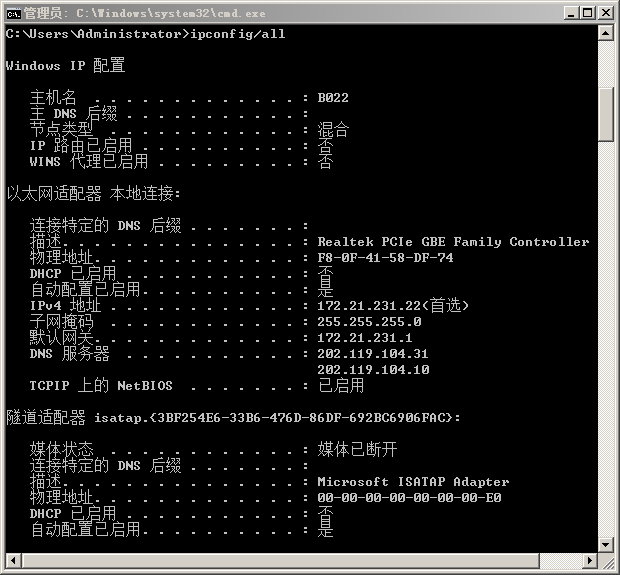 管理员: C:\Windows\system32\cmd.exe
C:\Users\Administrator>ipconfig/all
Windows IP 配置
主机名 . . . . . . . . . . . . . : B022
主 DNS 后缀 . . . . . . . . . . . :
节点类型 . . . . . . . . . . . . : 混合
IP 路由已启用 . . . . . . . . . . : 否
WINS 代理已启用 . . . . . . . . . : 否
以太网适配器 本地连接:
连接特定的 DNS 后缀 . . . . . . . :
描述. . . . . . . . . . . . . . . : Realtek PCIe GBE Family Controller
物理地址. . . . . . . . . . . . . : F8-0F-41-58-DF-74
DHCP 已启用 . . . . . . . . . . . : 否
自动配置已启用. . . . . . . . . . : 是
IPv4 地址 . . . . . . . . . . . . : 172.21.231.22(首选)
子网掩码 . . . . . . . . . . . . : 255.255.255.0
默认网关. . . . . . . . . . . . . : 172.21.231.1
DNS 服务器 . . . . . . . . . . . : 202.119.104.31
202.119.104.10
TCPIP 上的 NetBIOS . . . . . . . : 已启用
隧道适配器 isatap.{3BF254E6-33B6-476D-86DF-692BC6906FAC}:
媒体状态 . . . . . . . . . . . . : 媒体已断开
连接特定的 DNS 后缀 . . . . . . . :
描述. . . . . . . . . . . . . . . : Microsoft ISATAP Adapter
物理地址. . . . . . . . . . . . . : 00-00-00-00-00-00-00-E0
DHCP 已启用 . . . . . . . . . . . : 否
自动配置已启用. . . . . . . . . . : 是